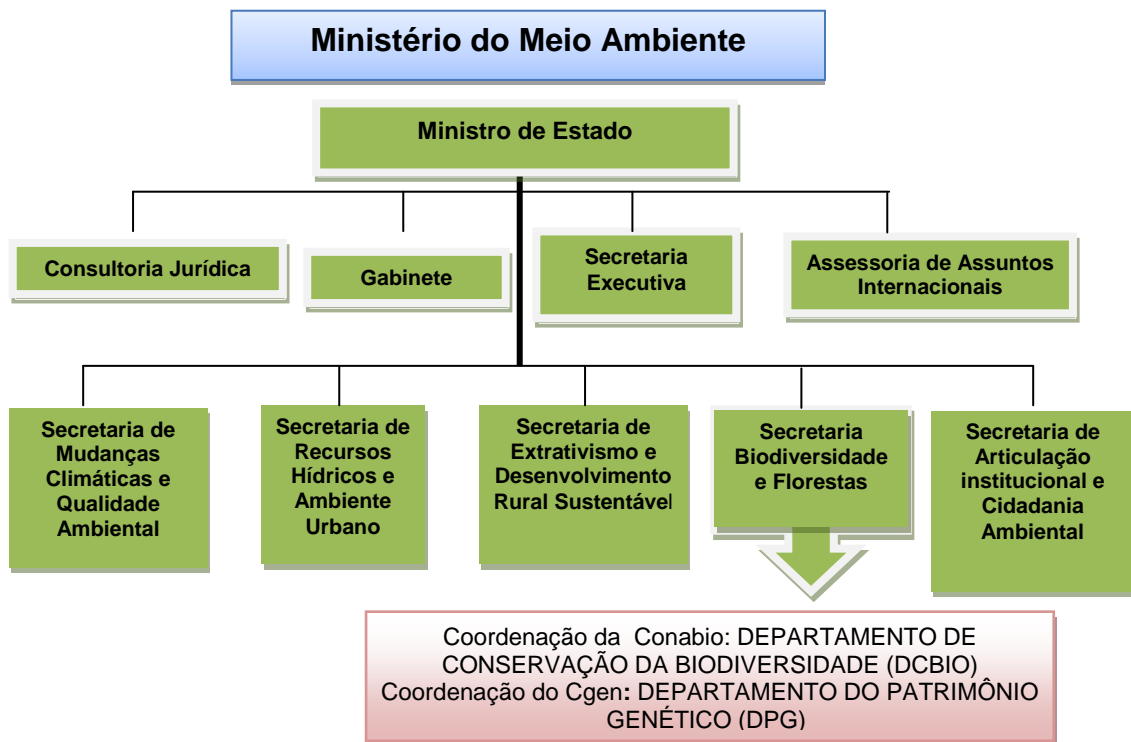 Ministério do Meio Ambiente
Ministro de Estado
Consultoria Jurídica
Gabinete
Secretaria
Executiva
Assessoria de Assuntos
Internacionais
Secretaria de
Mudanças
Climáticas e
Qualidade
Ambiental
Secretaria de
Recursos
Hídricos e
Ambiente
Urbano
Secretaria de
Extrativismo e
Desenvolvimento
Rural Sustentável
Secretaria
Biodiversidade
e Florestas
Secretaria de
Articulação
institucional e
Cidadania
Ambiental
Coordenação da Conabio: DEPARTAMENTO DE
CONSERVAÇÃO DA BIODIVERSIDADE (DCBIO)
Coordenação do Cgen: DEPARTAMENTO DO PATRIMÔNIO
GENÉTICO (DPG)